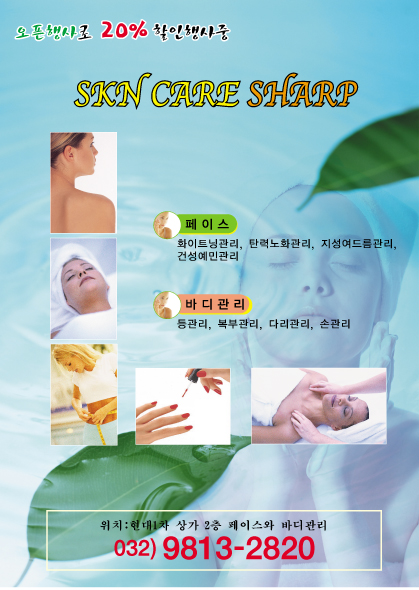 오픈행사로 20% 할인행사중
SKN CARE SHARP
페이스
화이트닝관리, 탄력노화관리, 지성여드름관리,
건성예민관리
바디관리
등관리, 복부관리, 다리관리, 손관리
위치:현대1차 상가 2층 페이스와 바디관리
032) 9813-2820